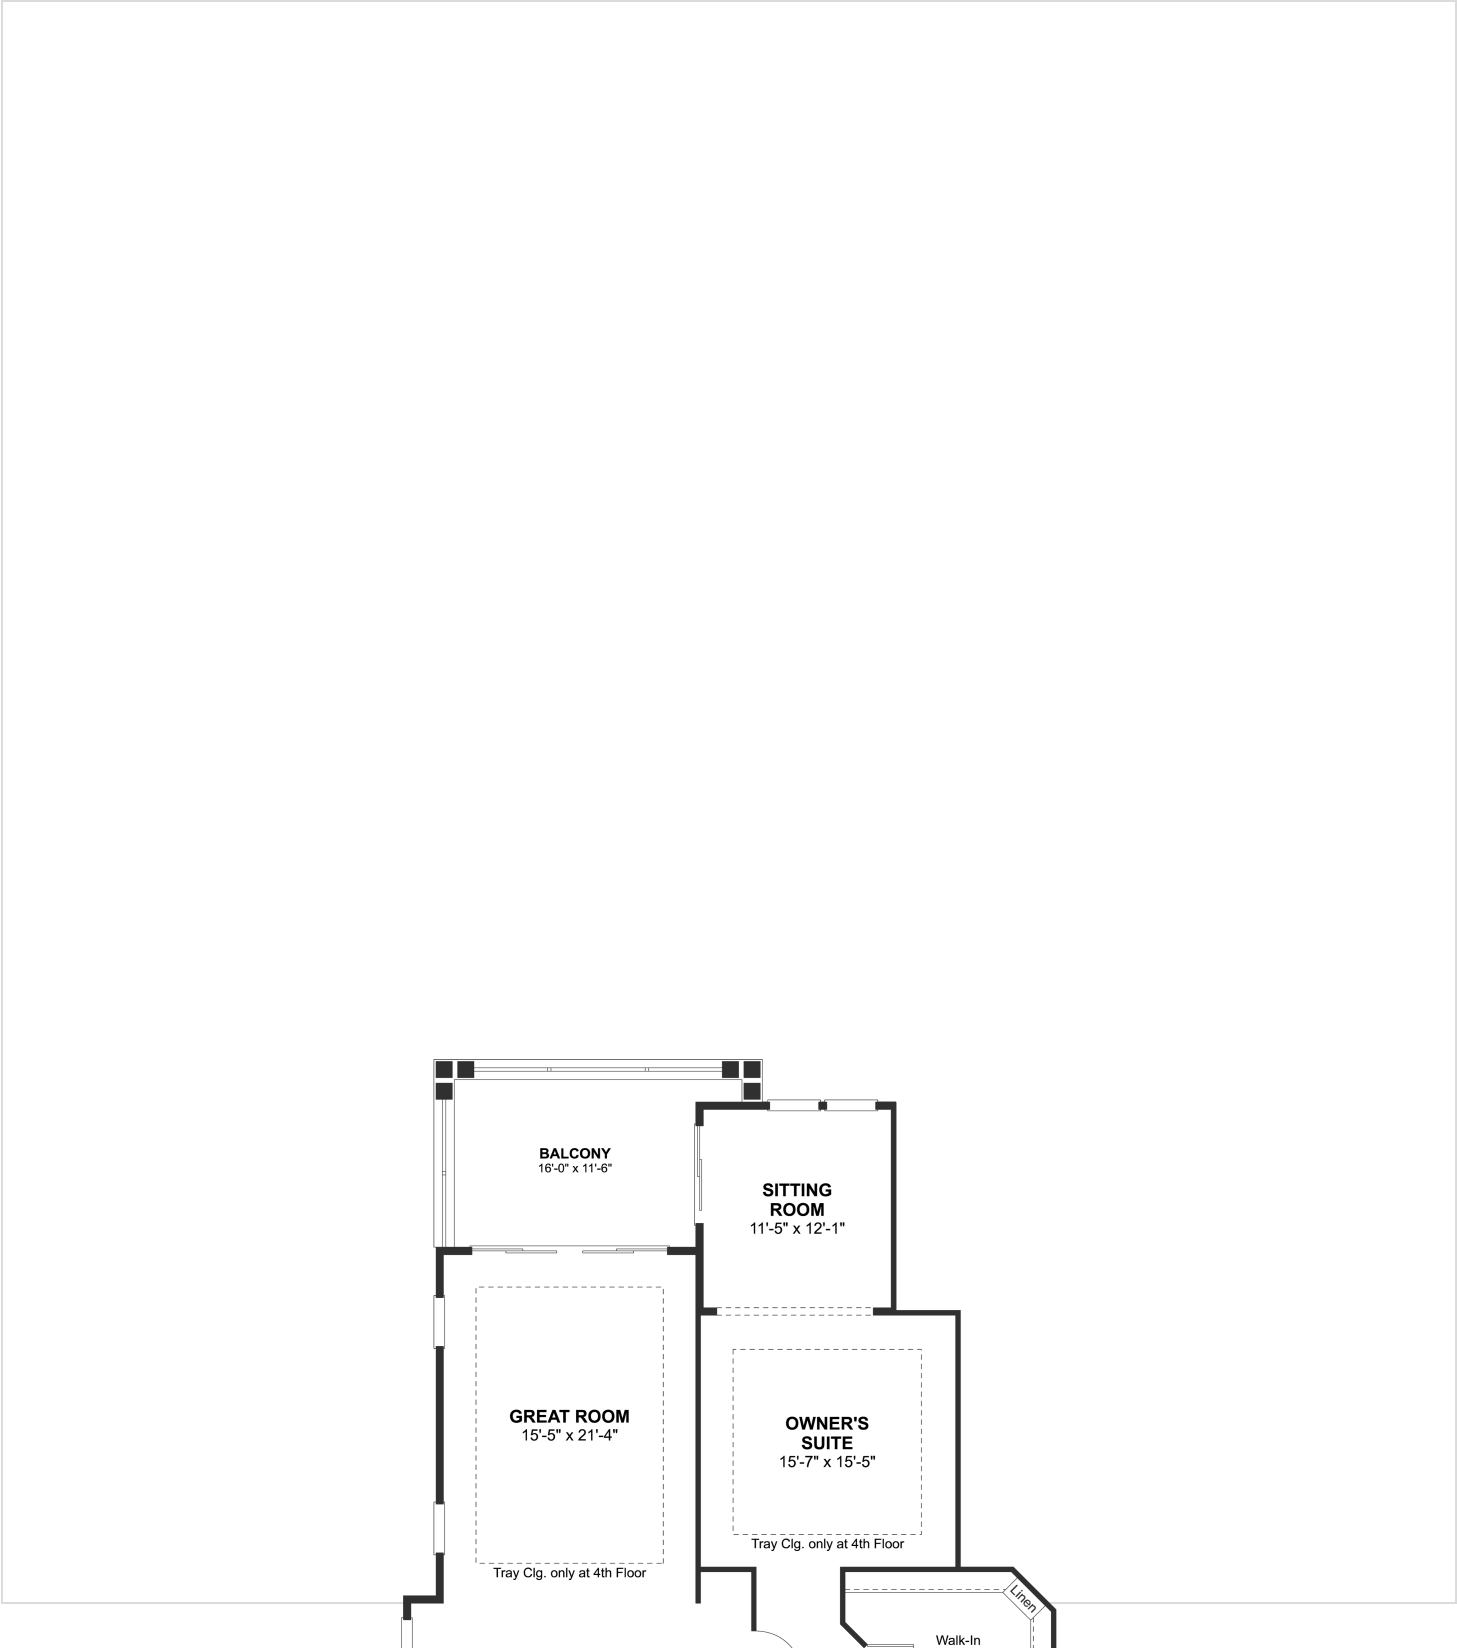 BALCONY
16'-0" x 11'-6"
SITTING
ROOM
11'-5" x 12'-1"
GREAT ROOM
15'-5" x 21'-4"
OWNER'S
SUITE
15'-7" x 15'-5"
Tray Clg. only at 4th Floor
Tray Clg. only at 4th Floor
Linen
Walk-In